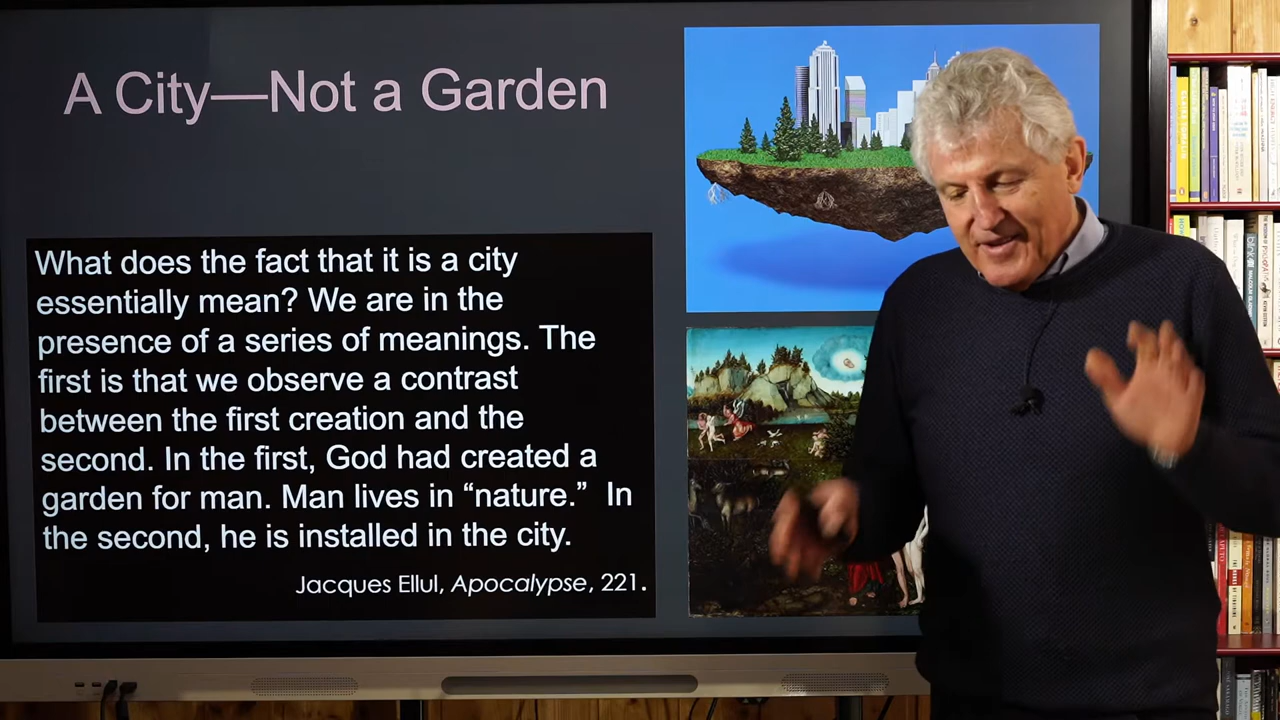 A City—Not a Garden
What does the fact that it is a city
essentially mean? We are in the
presence of a series of meanings. The
first is that we observe a contrast
between the first creation and the
second. In the first, God had created a
garden for man. Man lives in “nature.”  In
the second, he is installed in the city.
Jacques Ellul, Apocalypse, 221.
blink